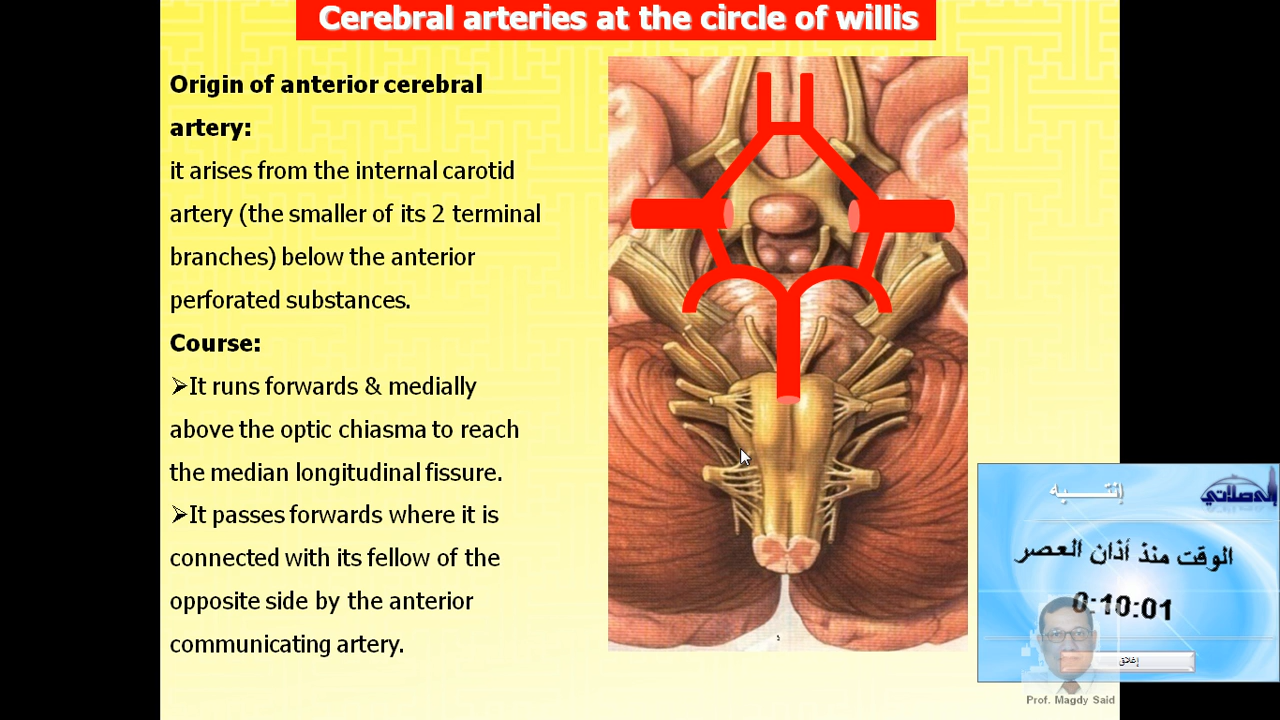 Cerebral arteries at the circle of willis
Origin of anterior cerebral
artery:
it arises from the internal carotid
artery (the smaller of its 2 terminal
branches) below the anterior
perforated substances.
Course:
➢It runs forwards & medially
above the optic chiasma to reach
the median longitudinal fissure.
➢It passes forwards where it is
connected with its fellow of the
opposite side by the anterior
communicating artery.
إلى صلاتي
إنتـــــبه
الوقت منذ أذان العصر
0:10:01
إغلاق
Prof. Magdy Said